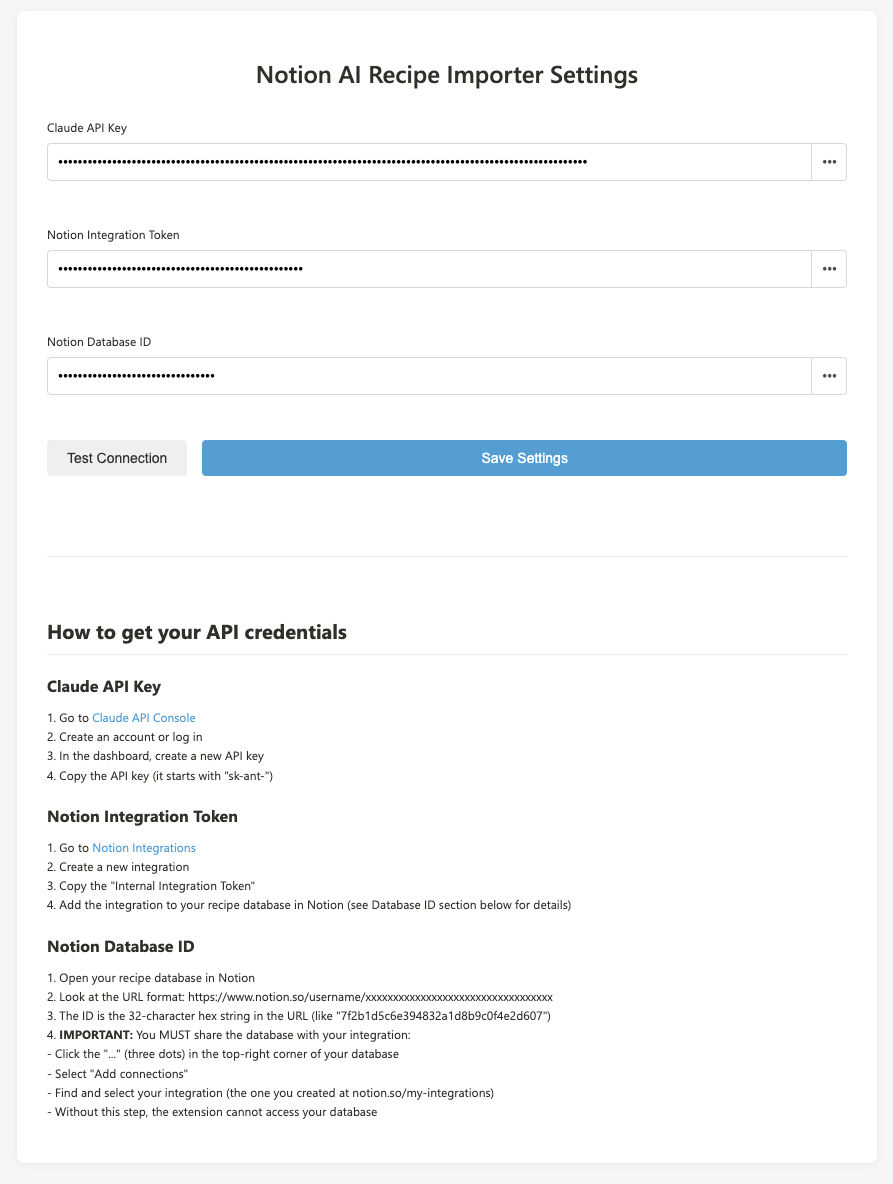 Notion AI Recipe Importer Settings
Claude API Key
•••
Notion Integration Token
•••
Notion Database ID
•••
Test Connection
Save Settings
How to get your API credentials
Claude API Key
1. Go to Claude API Console
2. Create an account or log in
3. In the dashboard, create a new API key
4. Copy the API key (it starts with "sk-ant-")
Notion Integration Token
1. Go to Notion Integrations
2. Create a new integration
3. Copy the "Internal Integration Token"
4. Add the integration to your recipe database in Notion (see Database ID section below for details)
Notion Database ID
1. Open your recipe database in Notion
2. Look at the URL format: https://www.notion.so/username/xxxxxxxxxxxxxxxxxxxxxxxxxxxxxxxxxx
3. The ID is the 32-character hex string in the URL (like "7f2b1d5c6e394832a1d8b9c0f4e2d607")
4. IMPORTANT: You MUST share the database with your integration:
- Click the "..." (three dots) in the top-right corner of your database
- Select "Add connections"
- Find and select your integration (the one you created at notion.so/my-integrations)
- Without this step, the extension cannot access your database